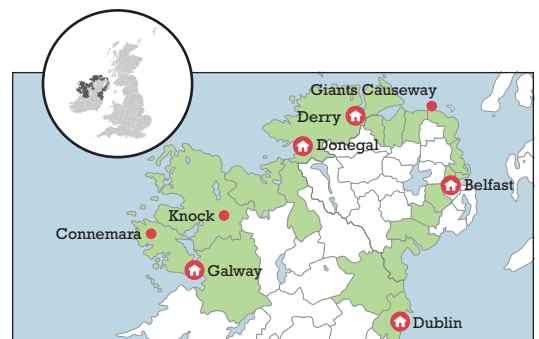 Giants Causeway
Derry
Donegal
Belfast
Knock
Connemara
Galway
Dublin